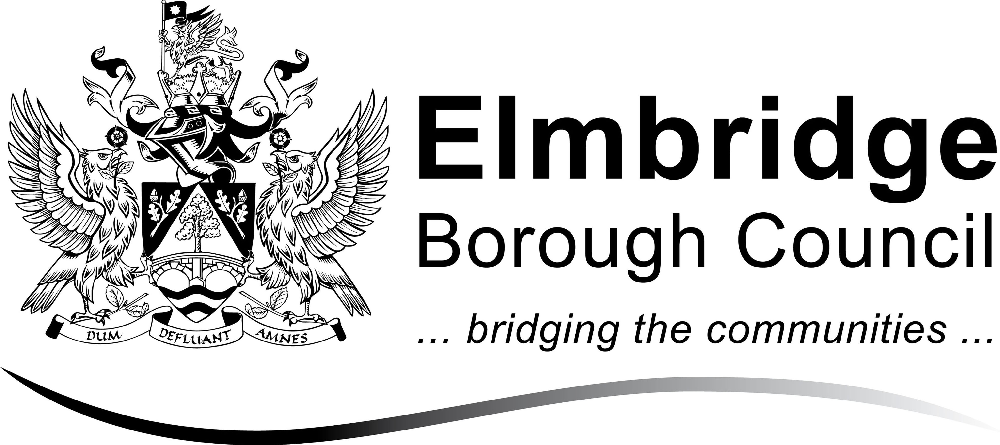 Elmbridge
Borough Council
... bridging the communities ...
DUM DEFLUANT AMNES